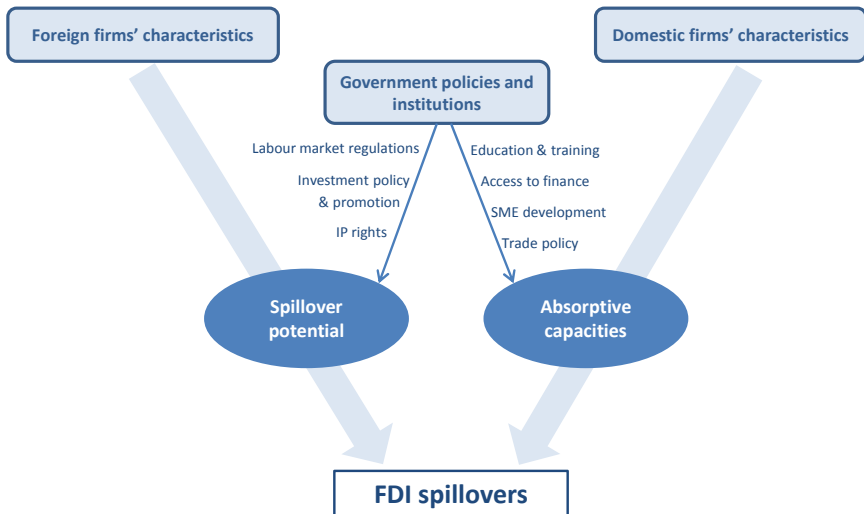 Foreign firms’ characteristics
Domestic firms’ characteristics
Government policies and
institutions
Labour market regulations
Investment policy
& promotion
IP rights
Education & training
Access to finance
SME development
Trade policy
Spillover
potential
Absorptive
capacities
FDI spillovers